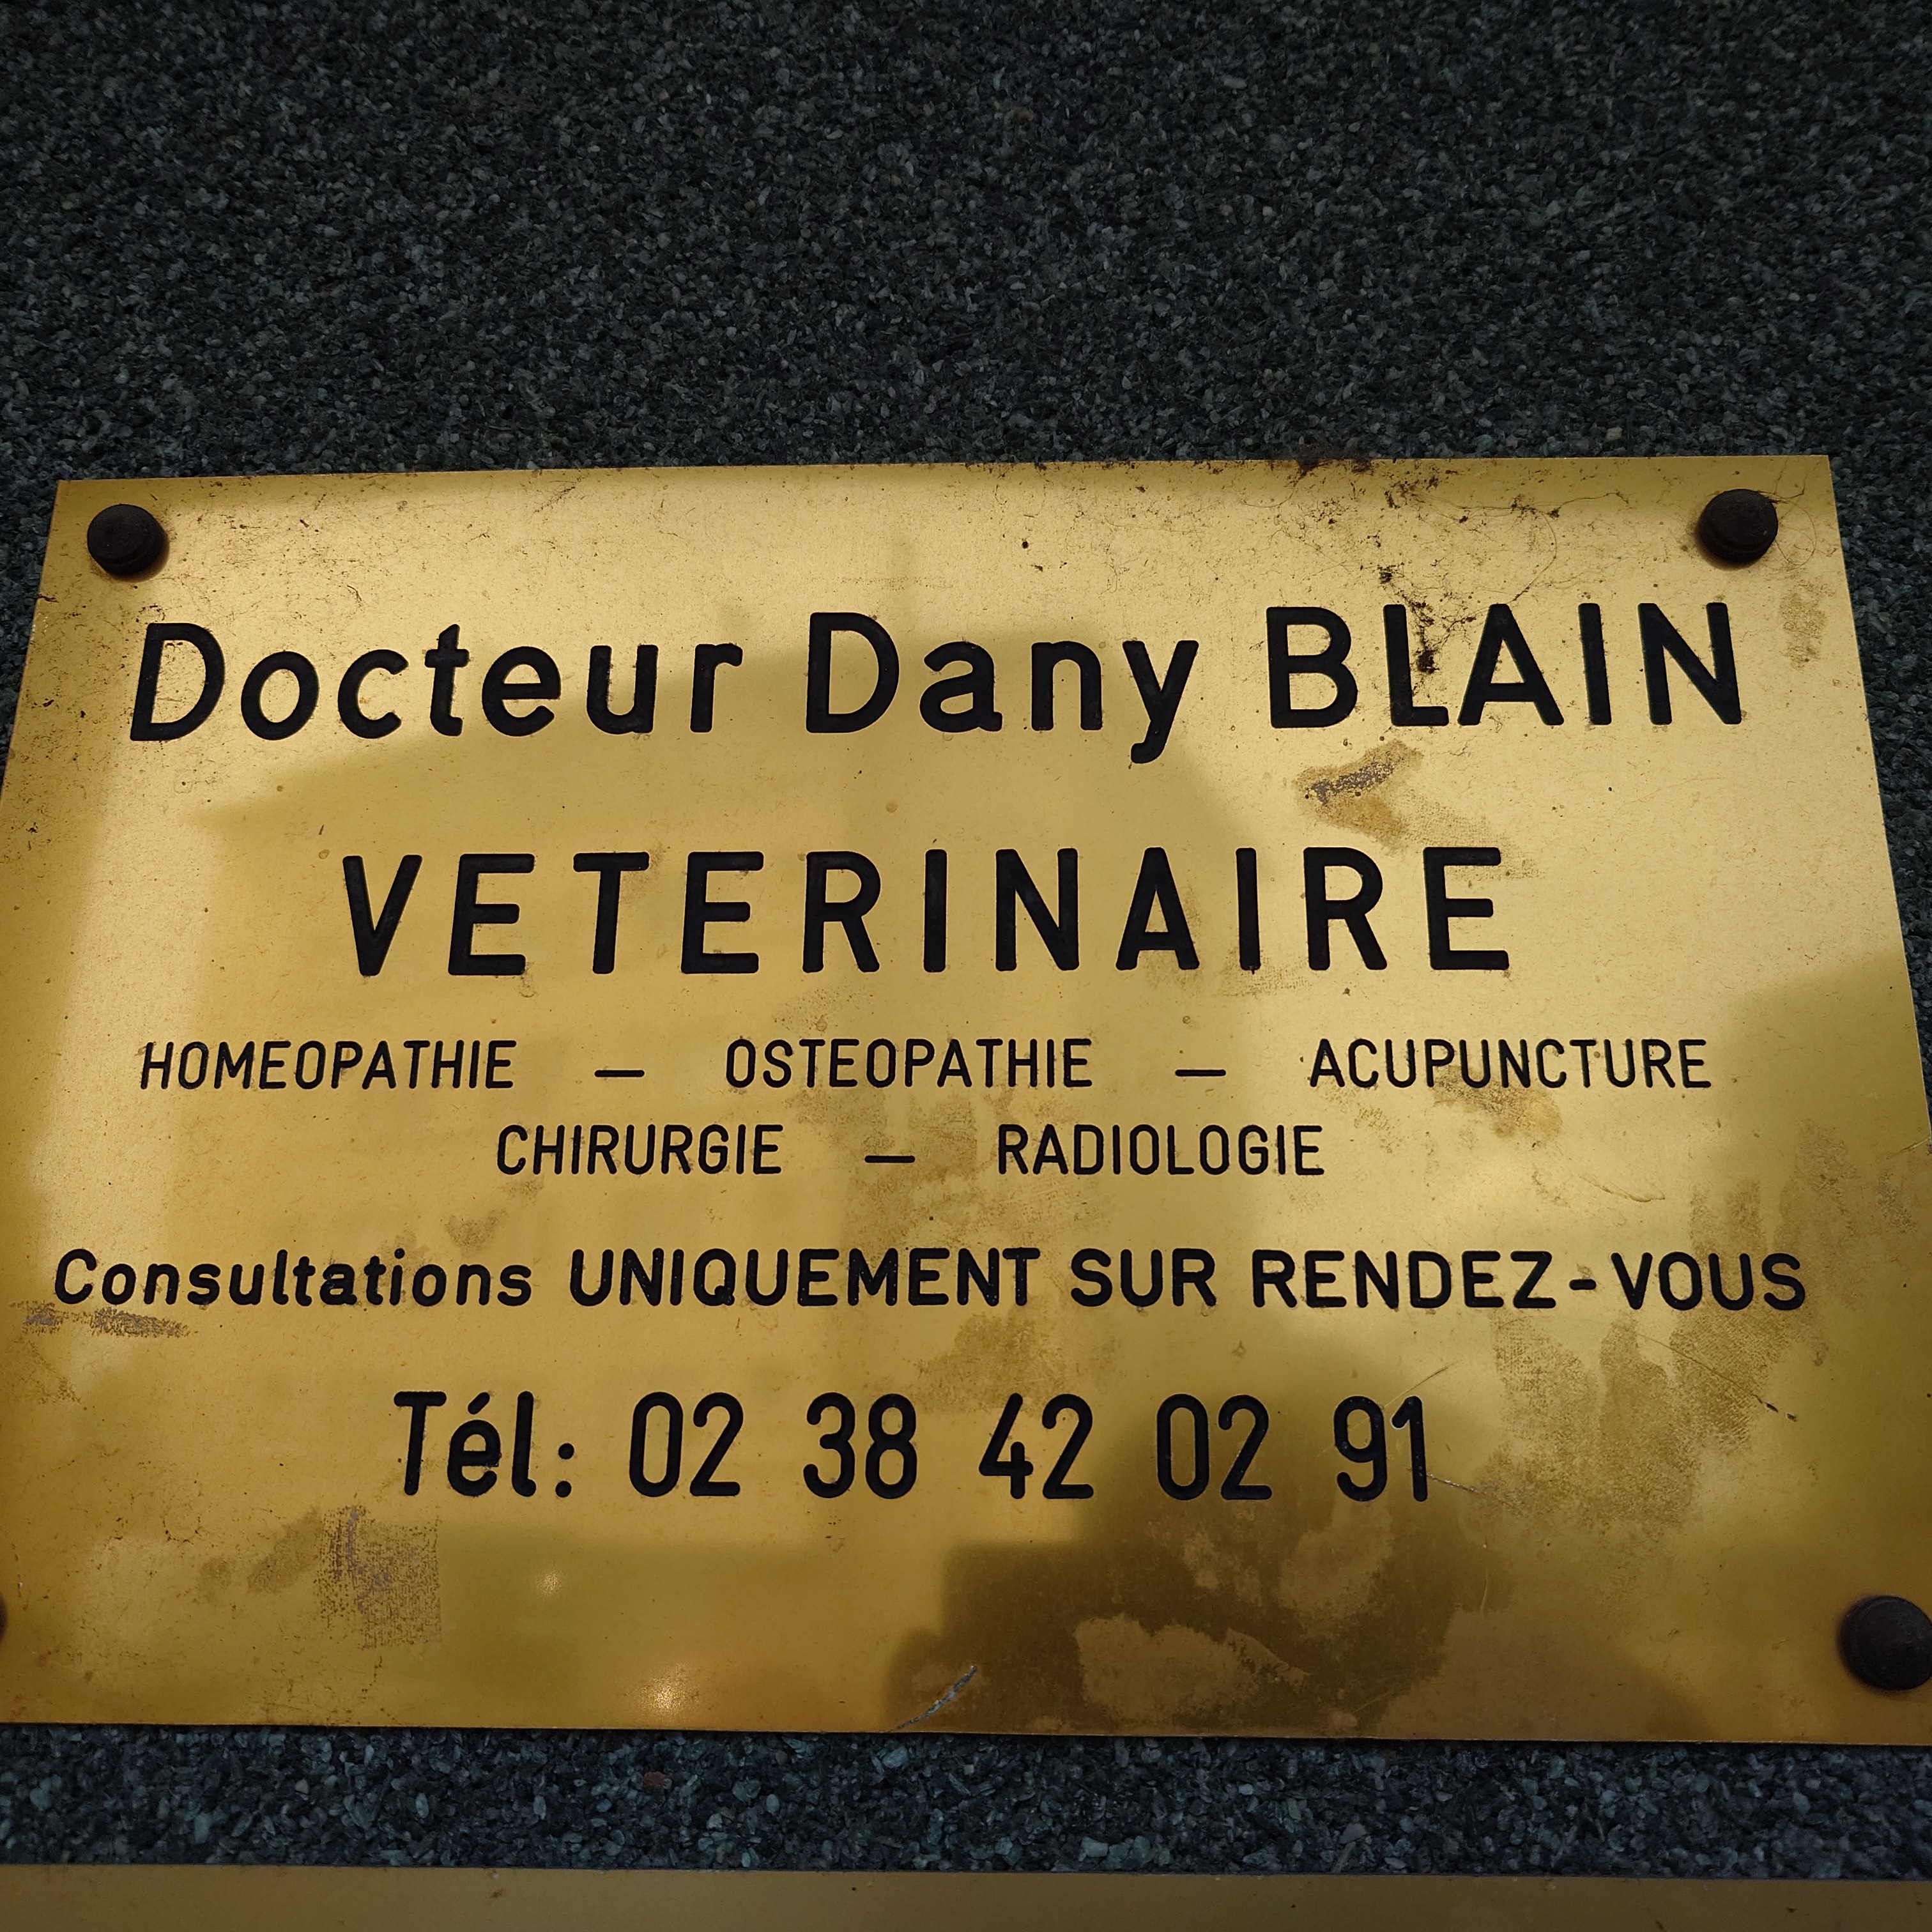 Docteur Dany BLAIN
VETERINAIRE
HOMEOPATHIE — OSTEOPATHIE — ACUPUNCTURE
CHIRURGIE — RADIOLOGIE
Consultations UNIQUEMENT SUR RENDEZ-VOUS
Tél: 02 38 42 02 91